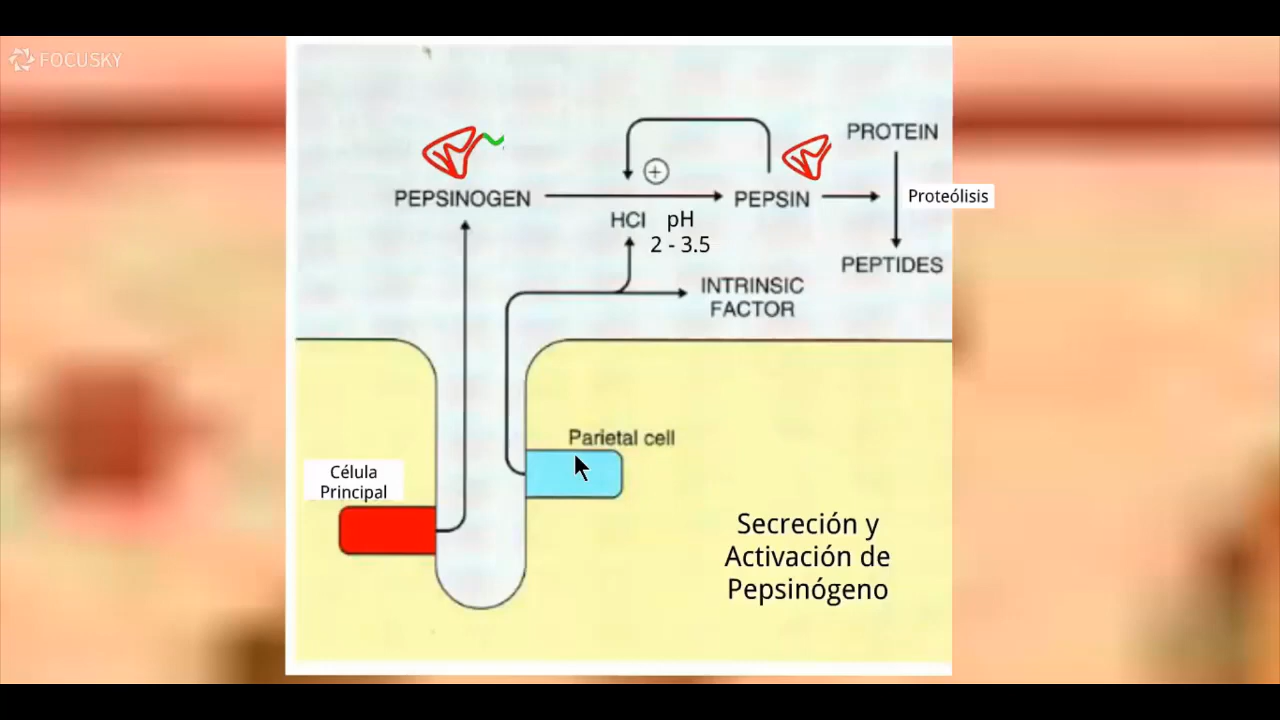 FOCUSKY
PROTEIN
PEPSINOGEN
PEPSIN
Proteólisis
HCl pH
2 - 3.5
PEPTIDES
INTRINSIC
FACTOR
Parietal cell
Célula
Principal
Secreción y
Activación de
Pepsinógeno